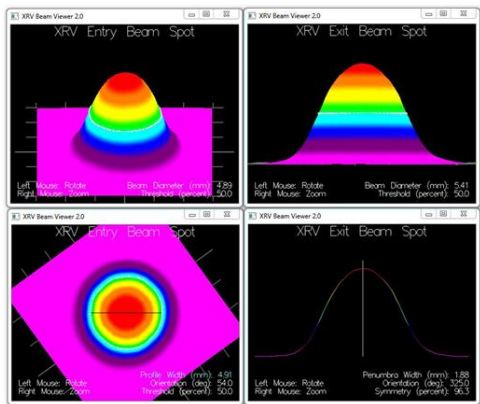 XRV Beam Viewer 2.0
XRV Entry Beam Spot
Left Mouse: Rotate Beam Diameter (mm): 4.89
Right Mouse: Zoom Threshold (percent): 50.0
XRV Beam Viewer 2.0
XRV Exit Beam Spot
Left Mouse: Rotate Beam Diameter (mm): 5.41
Right Mouse: Zoom Threshold (percent): 50.0
XRV Beam Viewer 2.0
XRV Entry Beam Spot
Profile Width (mm): 4.91
Left Mouse: Rotate Orientation (deg): 54.0
Right Mouse: Zoom Threshold (percent): 50.0
XRV Beam Viewer 2.0
XRV Exit Beam Spot
Penumbra Width (mm): 1.88
Left Mouse: Rotate Orientation (deg): 325.0
Right Mouse: Zoom Symmetry (percent): 96.3